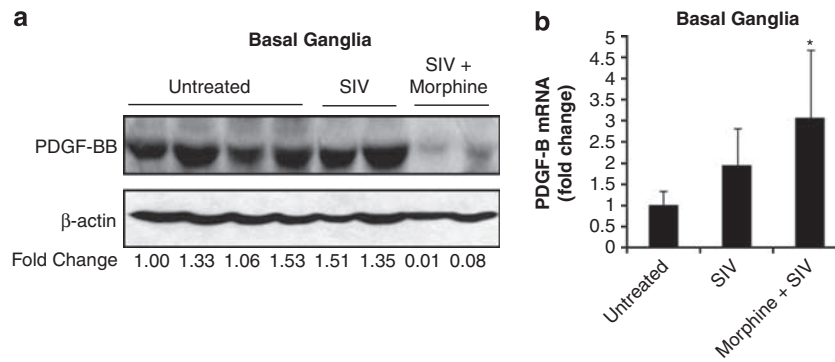 a
Basal Ganglia
Untreated SIV SIV +
Morphine
PDGF-BB
β-actin
Fold Change 1.00 1.33 1.06 1.53 1.51 1.35 0.01 0.08
b
Basal Ganglia
PDGF-B mRNA
(fold change)
5
4.5
4
3.5
3
2.5
2
1.5
1
0.5
0
*
Untreated
SIV
Morphine + SIV